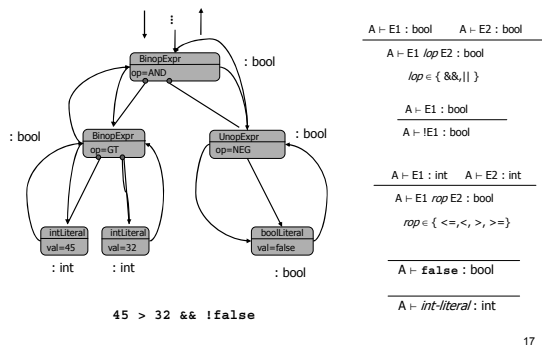 ...
BinopExpr
op=AND
: bool
: bool
BinopExpr
op=GT
UnopExpr
op=NEG
: bool
intLiteral
val=45
intLiteral
val=32
boolLiteral
val=false
: int
: int
: bool
45 > 32 && !false
A ⊢ E1 : bool A ⊢ E2 : bool
A ⊢ E1 lop E2 : bool
lop ∈ { &&,|| }
A ⊢ E1 : bool
A ⊢ !E1 : bool
A ⊢ E1 : int A ⊢ E2 : int
A ⊢ E1 rop E2 : bool
rop ∈ { <=,<, >, >=}
A ⊢ false : bool
A ⊢ int-literal : int
17